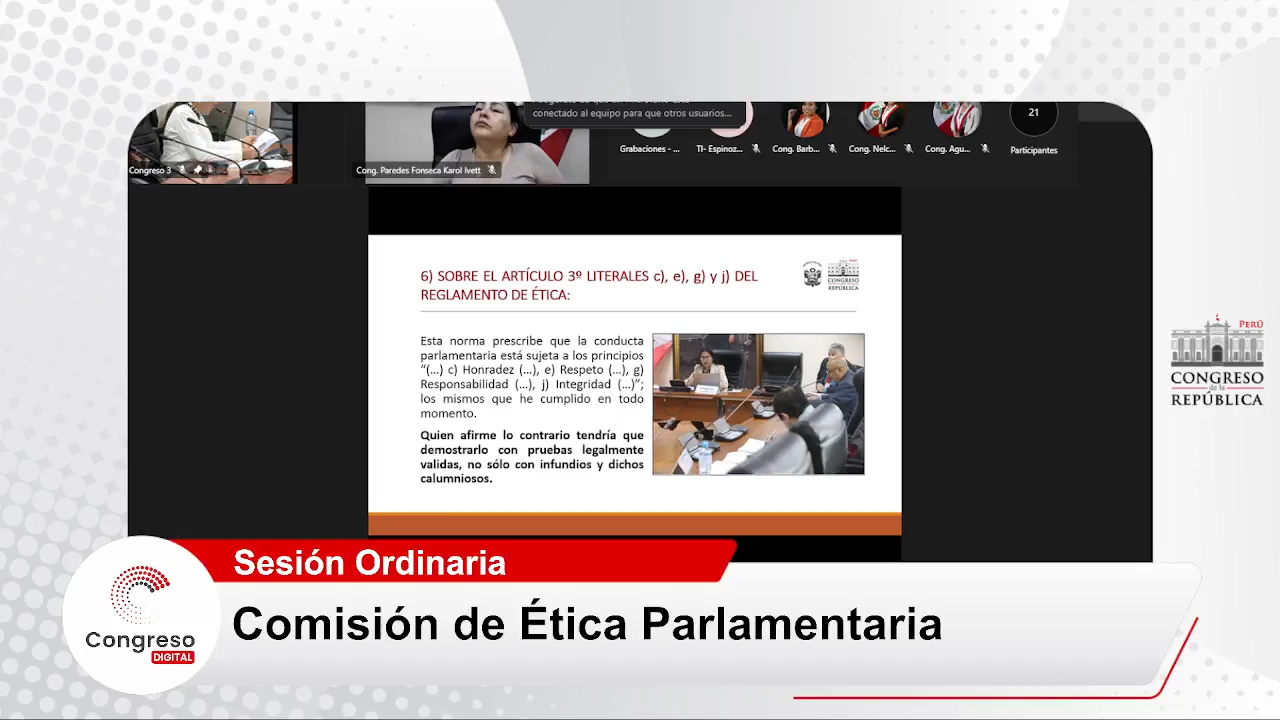 conectado al equipo para que otros usuarios...
21
Congreso 3
Cong. Paredes Fonseca Karol Ivett
Grabaciones - ...
TI- Espinoz...
Cong. Barb...
Cong. Nelc...
Cong. Agu...
Participantes
6) SOBRE EL ARTÍCULO 3º LITERALES c), e), g) y j) DEL
REGLAMENTO DE ÉTICA:
PERÚ
CONGRESO
REPÚBLICA
Esta norma prescribe que la conducta
parlamentaria está sujeta a los principios
“(...) c) Honradez (...), e) Respeto (...), g)
Responsabilidad (...), j) Integridad (...)”;
los mismos que he cumplido en todo
momento.
Quien afirme lo contrario tendría que
demostrarlo con pruebas legalmente
validas, no sólo con infundios y dichos
calumniosos.
PERÚ
CONGRESO
de la
REPÚBLICA
Sesión Ordinaria
Comisión de Ética Parlamentaria
Congreso
DIGITAL